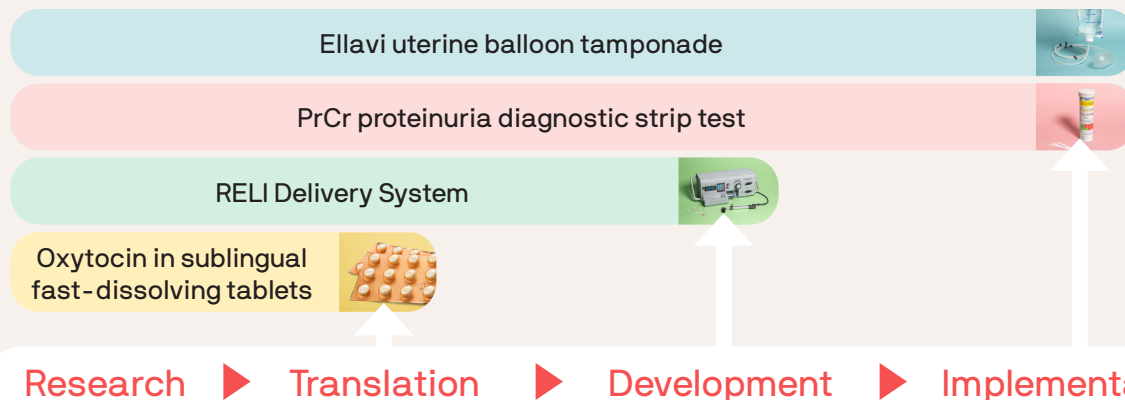 Ellavi uterine balloon tamponade
PrCr proteinuria diagnostic strip test
RELI Delivery System
Oxytocin in sublingual
fast-dissolving tablets
Research
Translation
Development
Implementa